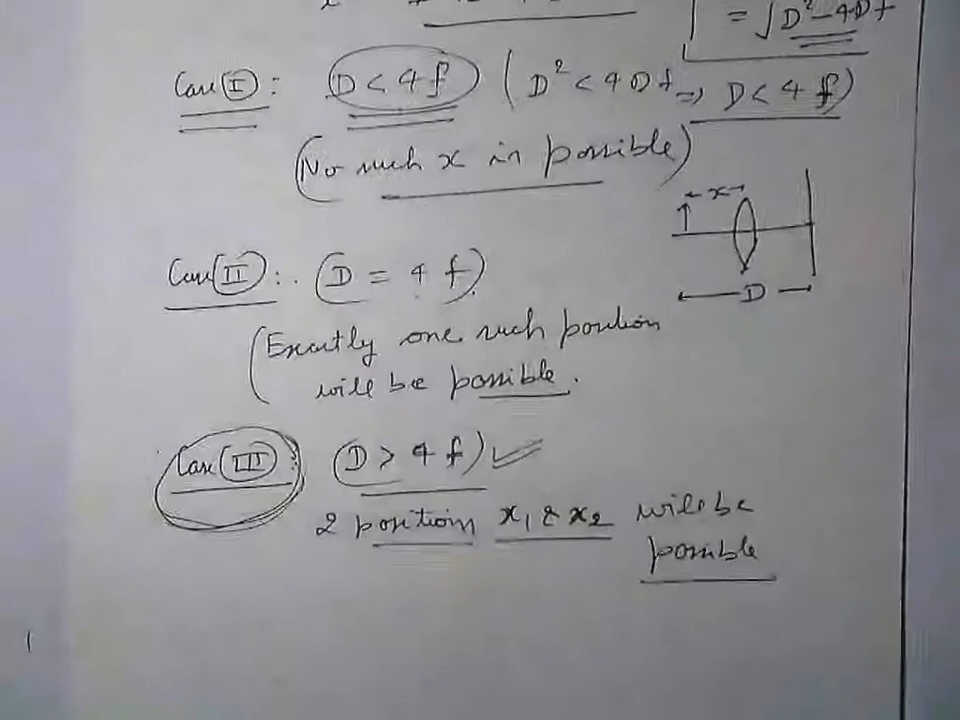 = √D² - 4Df
Case (I) : D < 4f (D² < 4Df => D < 4f)
(No such x is possible)
x
Case (II) : (D = 4f)
D
(Exactly one such position
will be possible.
Case (III) : (D > 4f) ✓
2 position x₁ & x₂ will be
possible